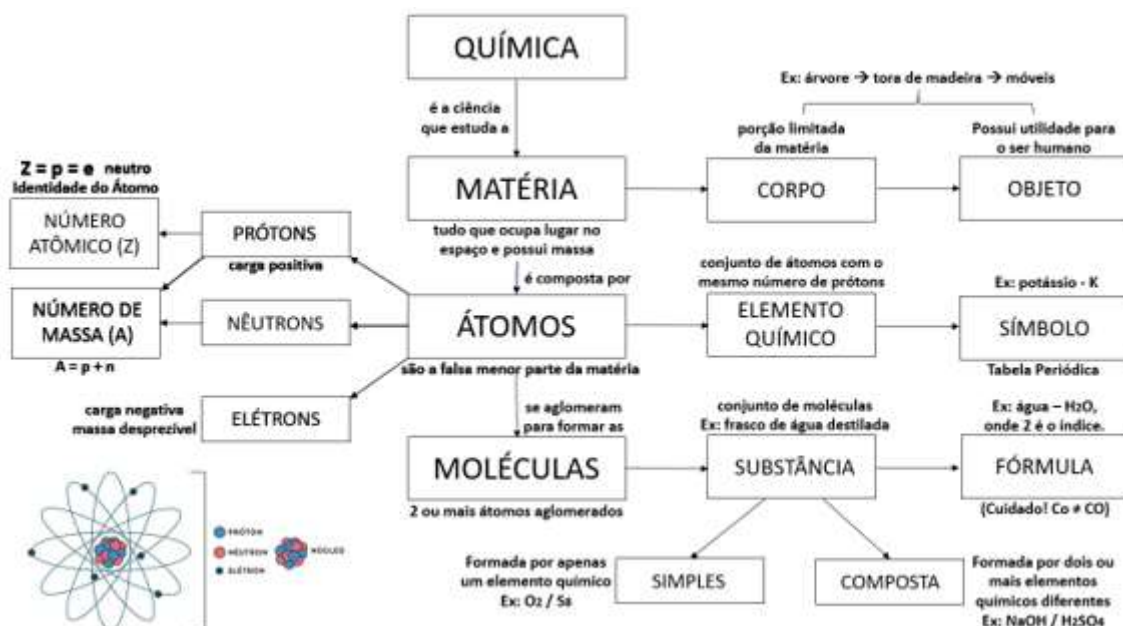 QUÍMICA
é a ciência
que estuda a
Ex: árvore → tora de madeira → móveis
porção limitada
da matéria
Possui utilidade para
o ser humano
MATÉRIA
CORPO
OBJETO
tudo que ocupa lugar no
espaço e possui massa
Z = p = e neutro
Identidade do Átomo
NÚMERO
ATÔMICO (Z)
PRÓTONS
carga positiva
é composta por
conjunto de átomos com o
mesmo número de prótons
Ex: potássio - K
NÚMERO DE
MASSA (A)
A = p + n
NÊUTRONS
ÁTOMOS
ELEMENTO
QUÍMICO
SÍMBOLO
são a falsa menor parte da matéria
Tabela Periódica
carga negativa
massa desprezível
ELÉTRONS
se aglomeram
para formar as
conjunto de moléculas
Ex: frasco de água destilada
Ex: água – H2O,
onde 2 é o índice.
MOLÉCULAS
SUBSTÂNCIA
FÓRMULA
2 ou mais átomos aglomerados
(Cuidado! Co ≠ CO)
PRÓTON
NÊUTRON
ELÉTRON
NÚCLEO
Formada por apenas
um elemento químico
Ex: O2 / S8
SIMPLES
COMPOSTA
Formada por dois ou
mais elementos
químicos diferentes
Ex: NaOH / H2SO4